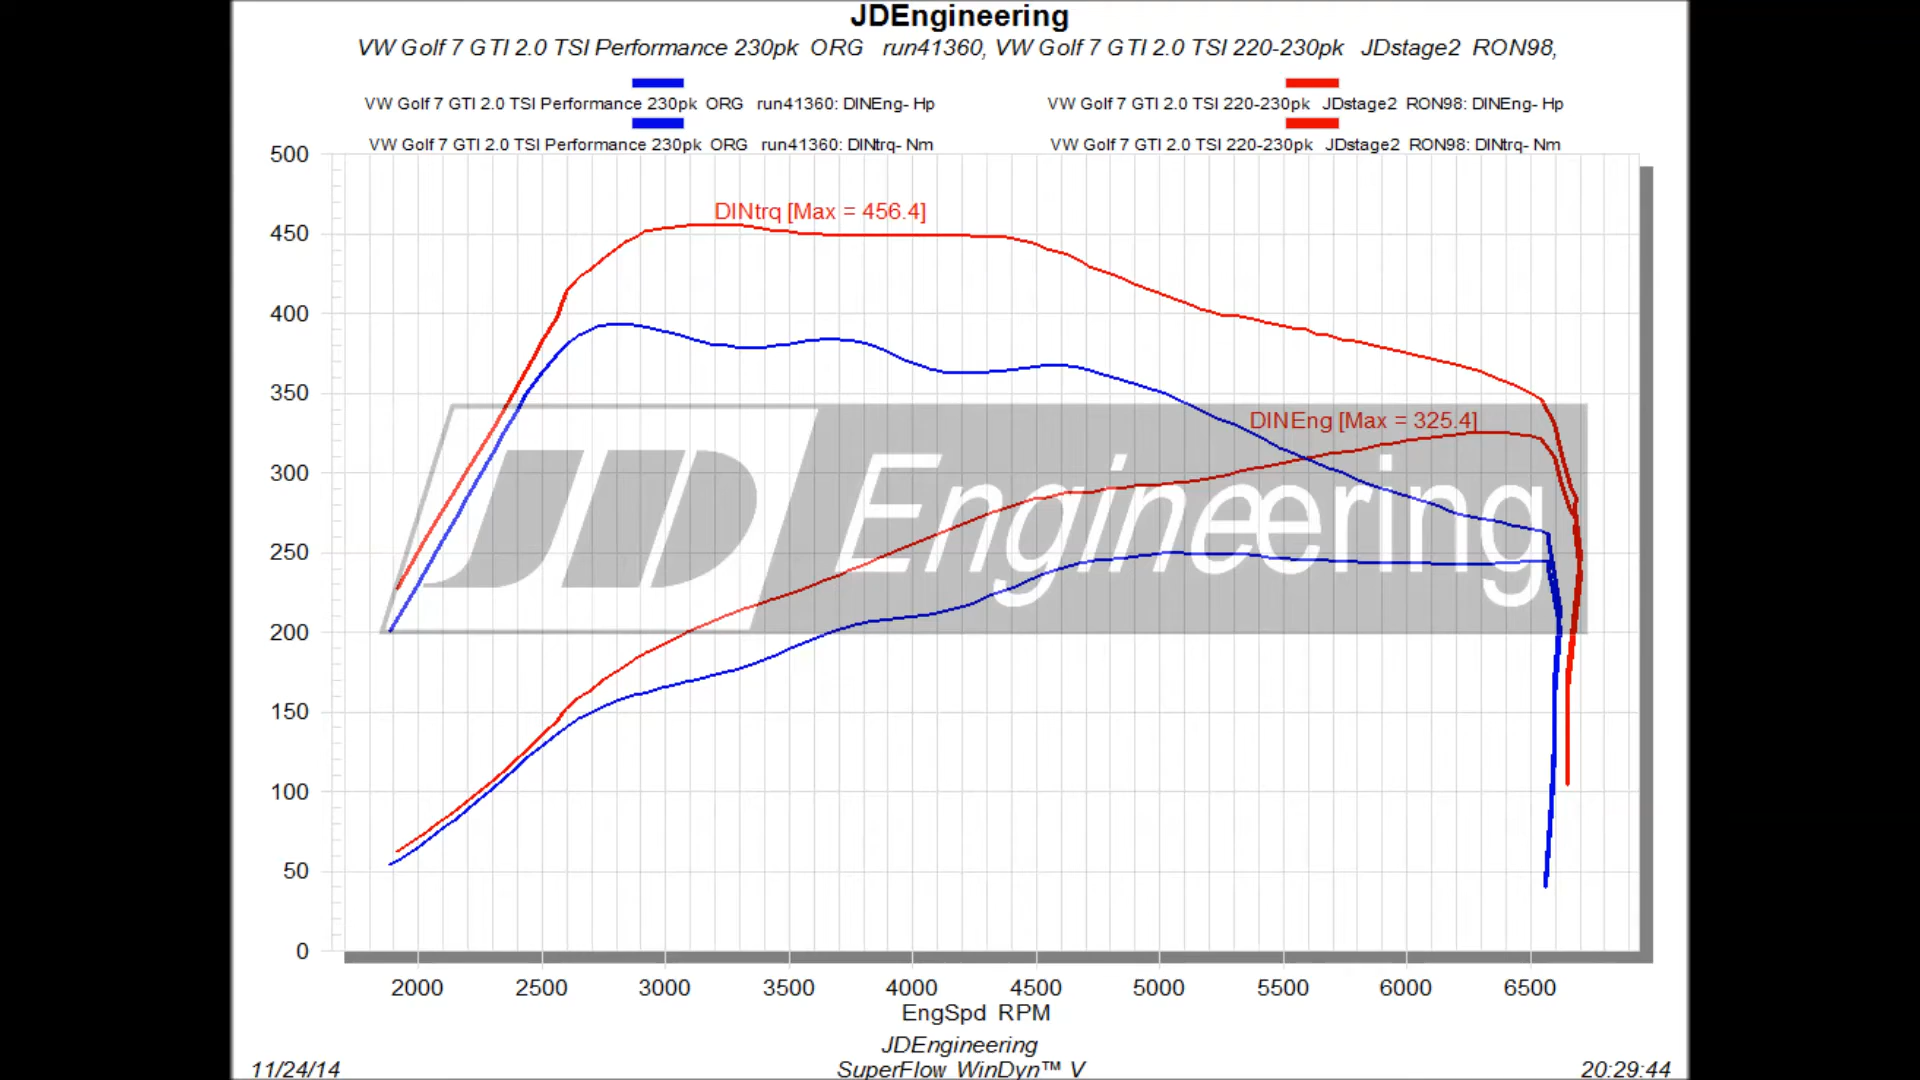 JDEngineering
VW Golf 7 GTI 2.0 TSI Performance 230pk ORG run41360, VW Golf 7 GTI 2.0 TSI 220-230pk JDstage2 RON98,
VW Golf 7 GTI 2.0 TSI Performance 230pk ORG run41360: DINEng- Hp
VW Golf 7 GTI 2.0 TSI 220-230pk JDstage2 RON98: DINEng- Hp
VW Golf 7 GTI 2.0 TSI Performance 230pk ORG run41360: DINtrq- Nm
VW Golf 7 GTI 2.0 TSI 220-230pk JDstage2 RON98: DINtrq- Nm
500
DINtrq [Max = 456.4]
450
400
350
DINEng [Max = 325.4]
JD Engineering
300
250
200
150
100
50
0
2000 2500 3000 3500 4000 4500 5000 5500 6000 6500
EngSpd RPM
JDEngineering
11/24/14 SuperFlow WinDyn™ V 20:29:44